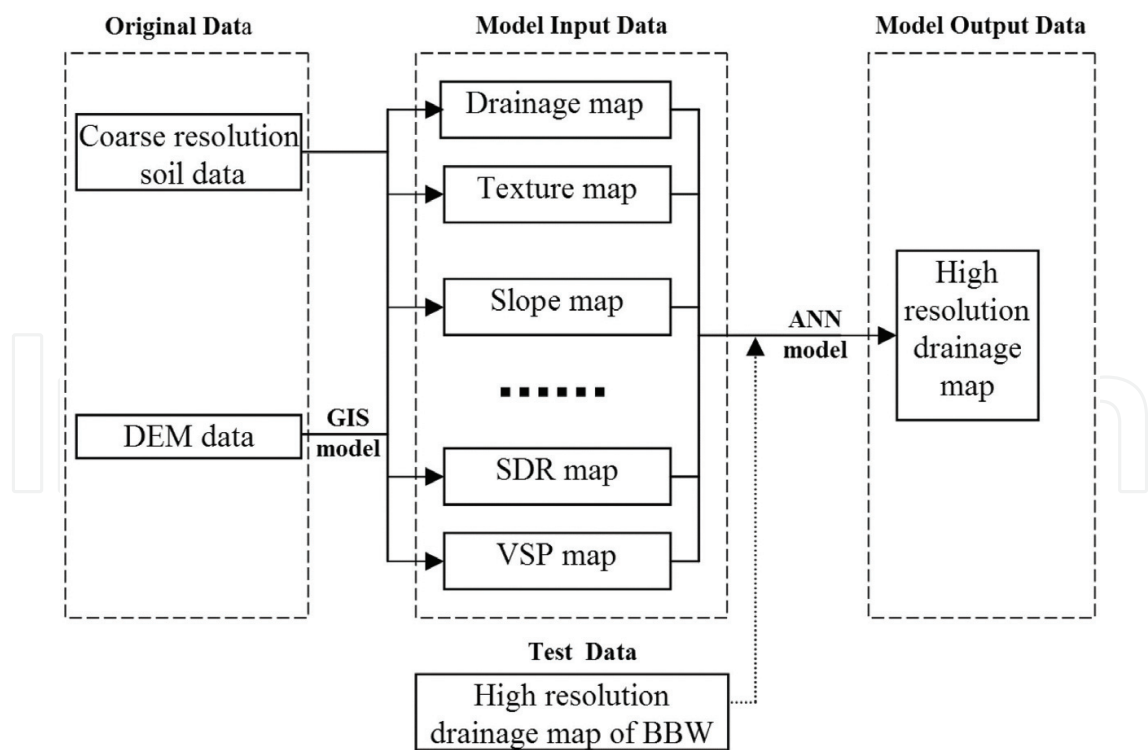 Original Data
Model Input Data
Model Output Data
Coarse resolution
soil data
DEM data
GIS
model
Drainage map
Texture map
Slope map
......
SDR map
VSP map
ANN
model
High
resolution
drainage
map
Test Data
High resolution
drainage map of BBW